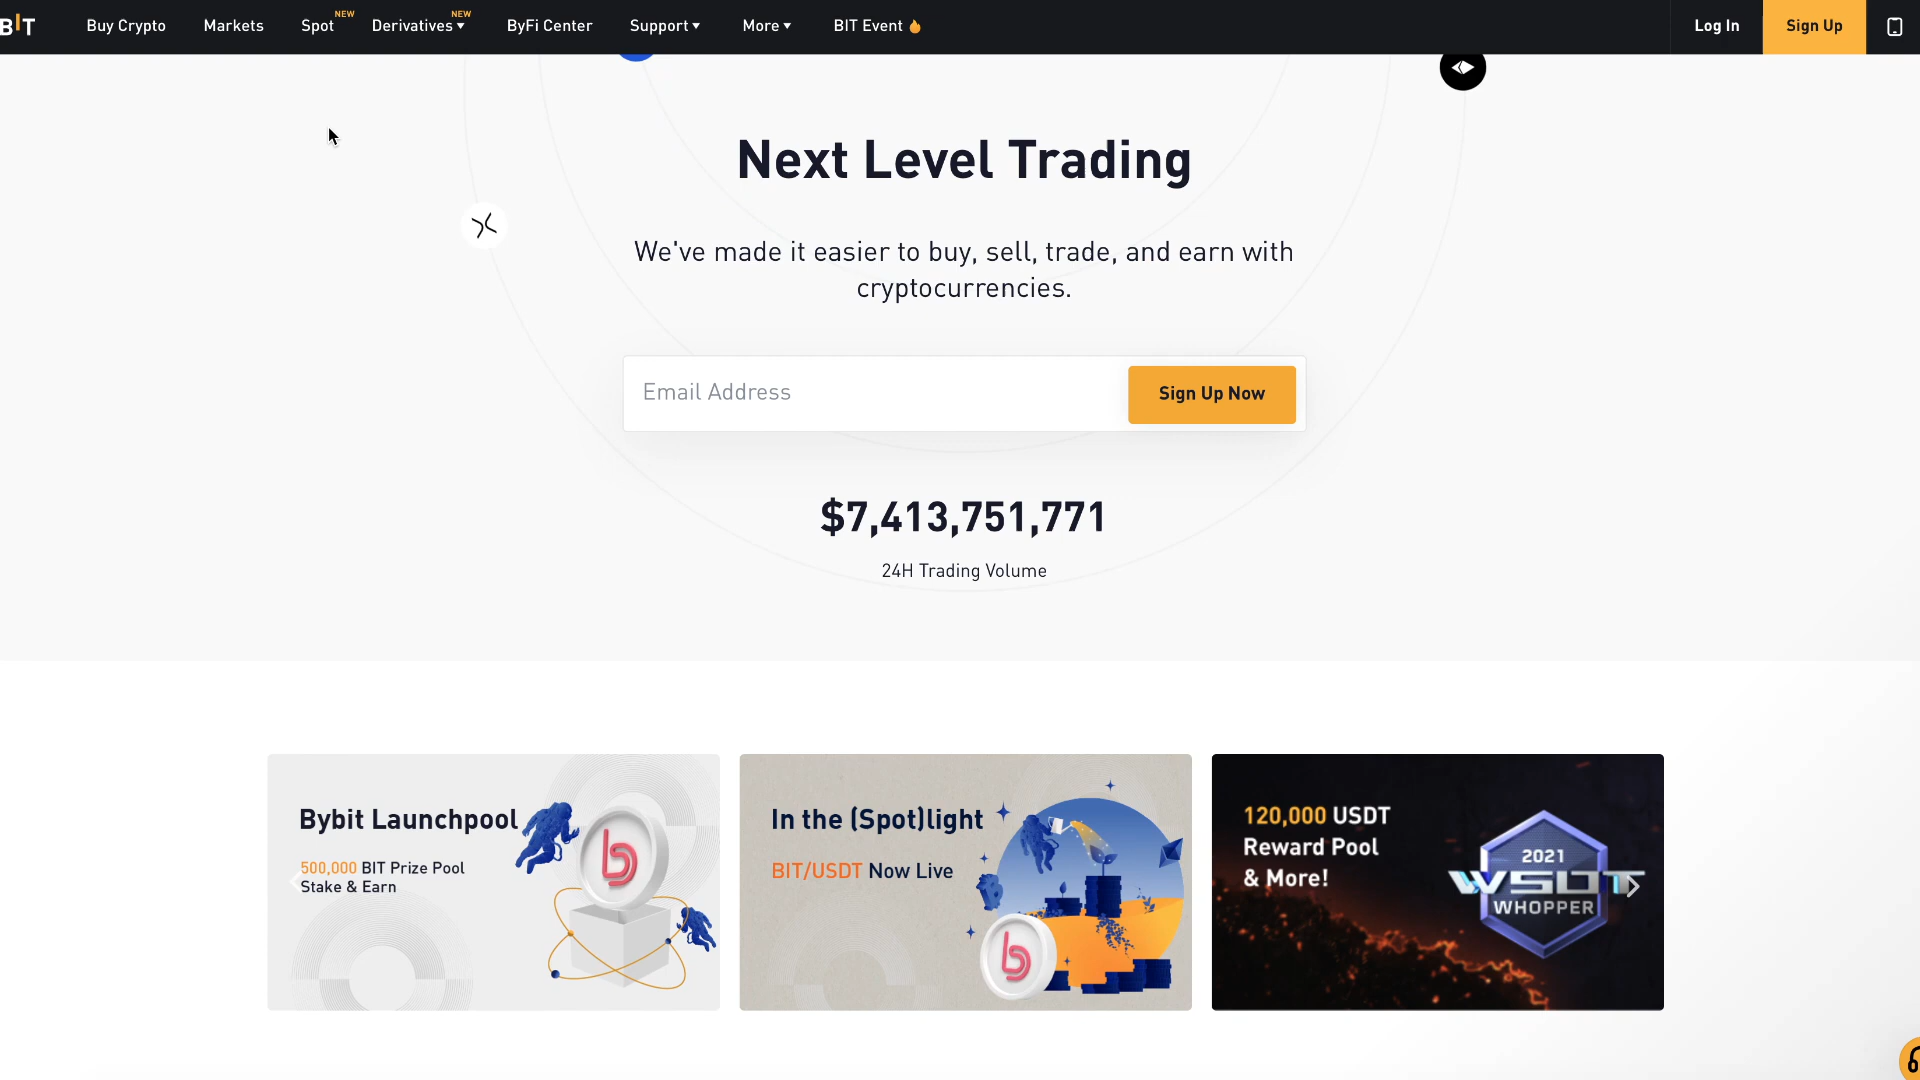 BIT
Buy Crypto
Markets
Spot NEW
Derivatives NEW
ByFi Center
Support
More
BIT Event
Log In
Sign Up
Next Level Trading
We've made it easier to buy, sell, trade, and earn with
cryptocurrencies.
Email Address
Sign Up Now
$7,413,751,771
24H Trading Volume
Bybit Launchpool
500,000 BIT Prize Pool
Stake & Earn
In the (Spot)light
BIT/USDT Now Live
120,000 USDT
Reward Pool
& More!
2021
WSOT
WHOPPER